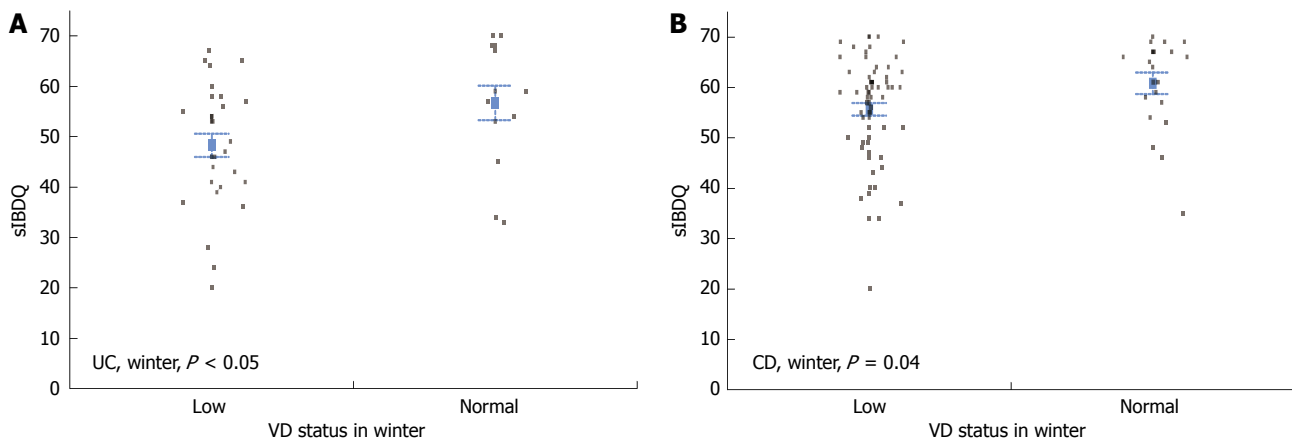 A
70
60
50
40
30
20
10
0
sIBDQ
UC, winter, P < 0.05
Low
Normal
VD status in winter
B
70
60
50
40
30
20
10
0
sIBDQ
CD, winter, P = 0.04
Low
Normal
VD status in winter